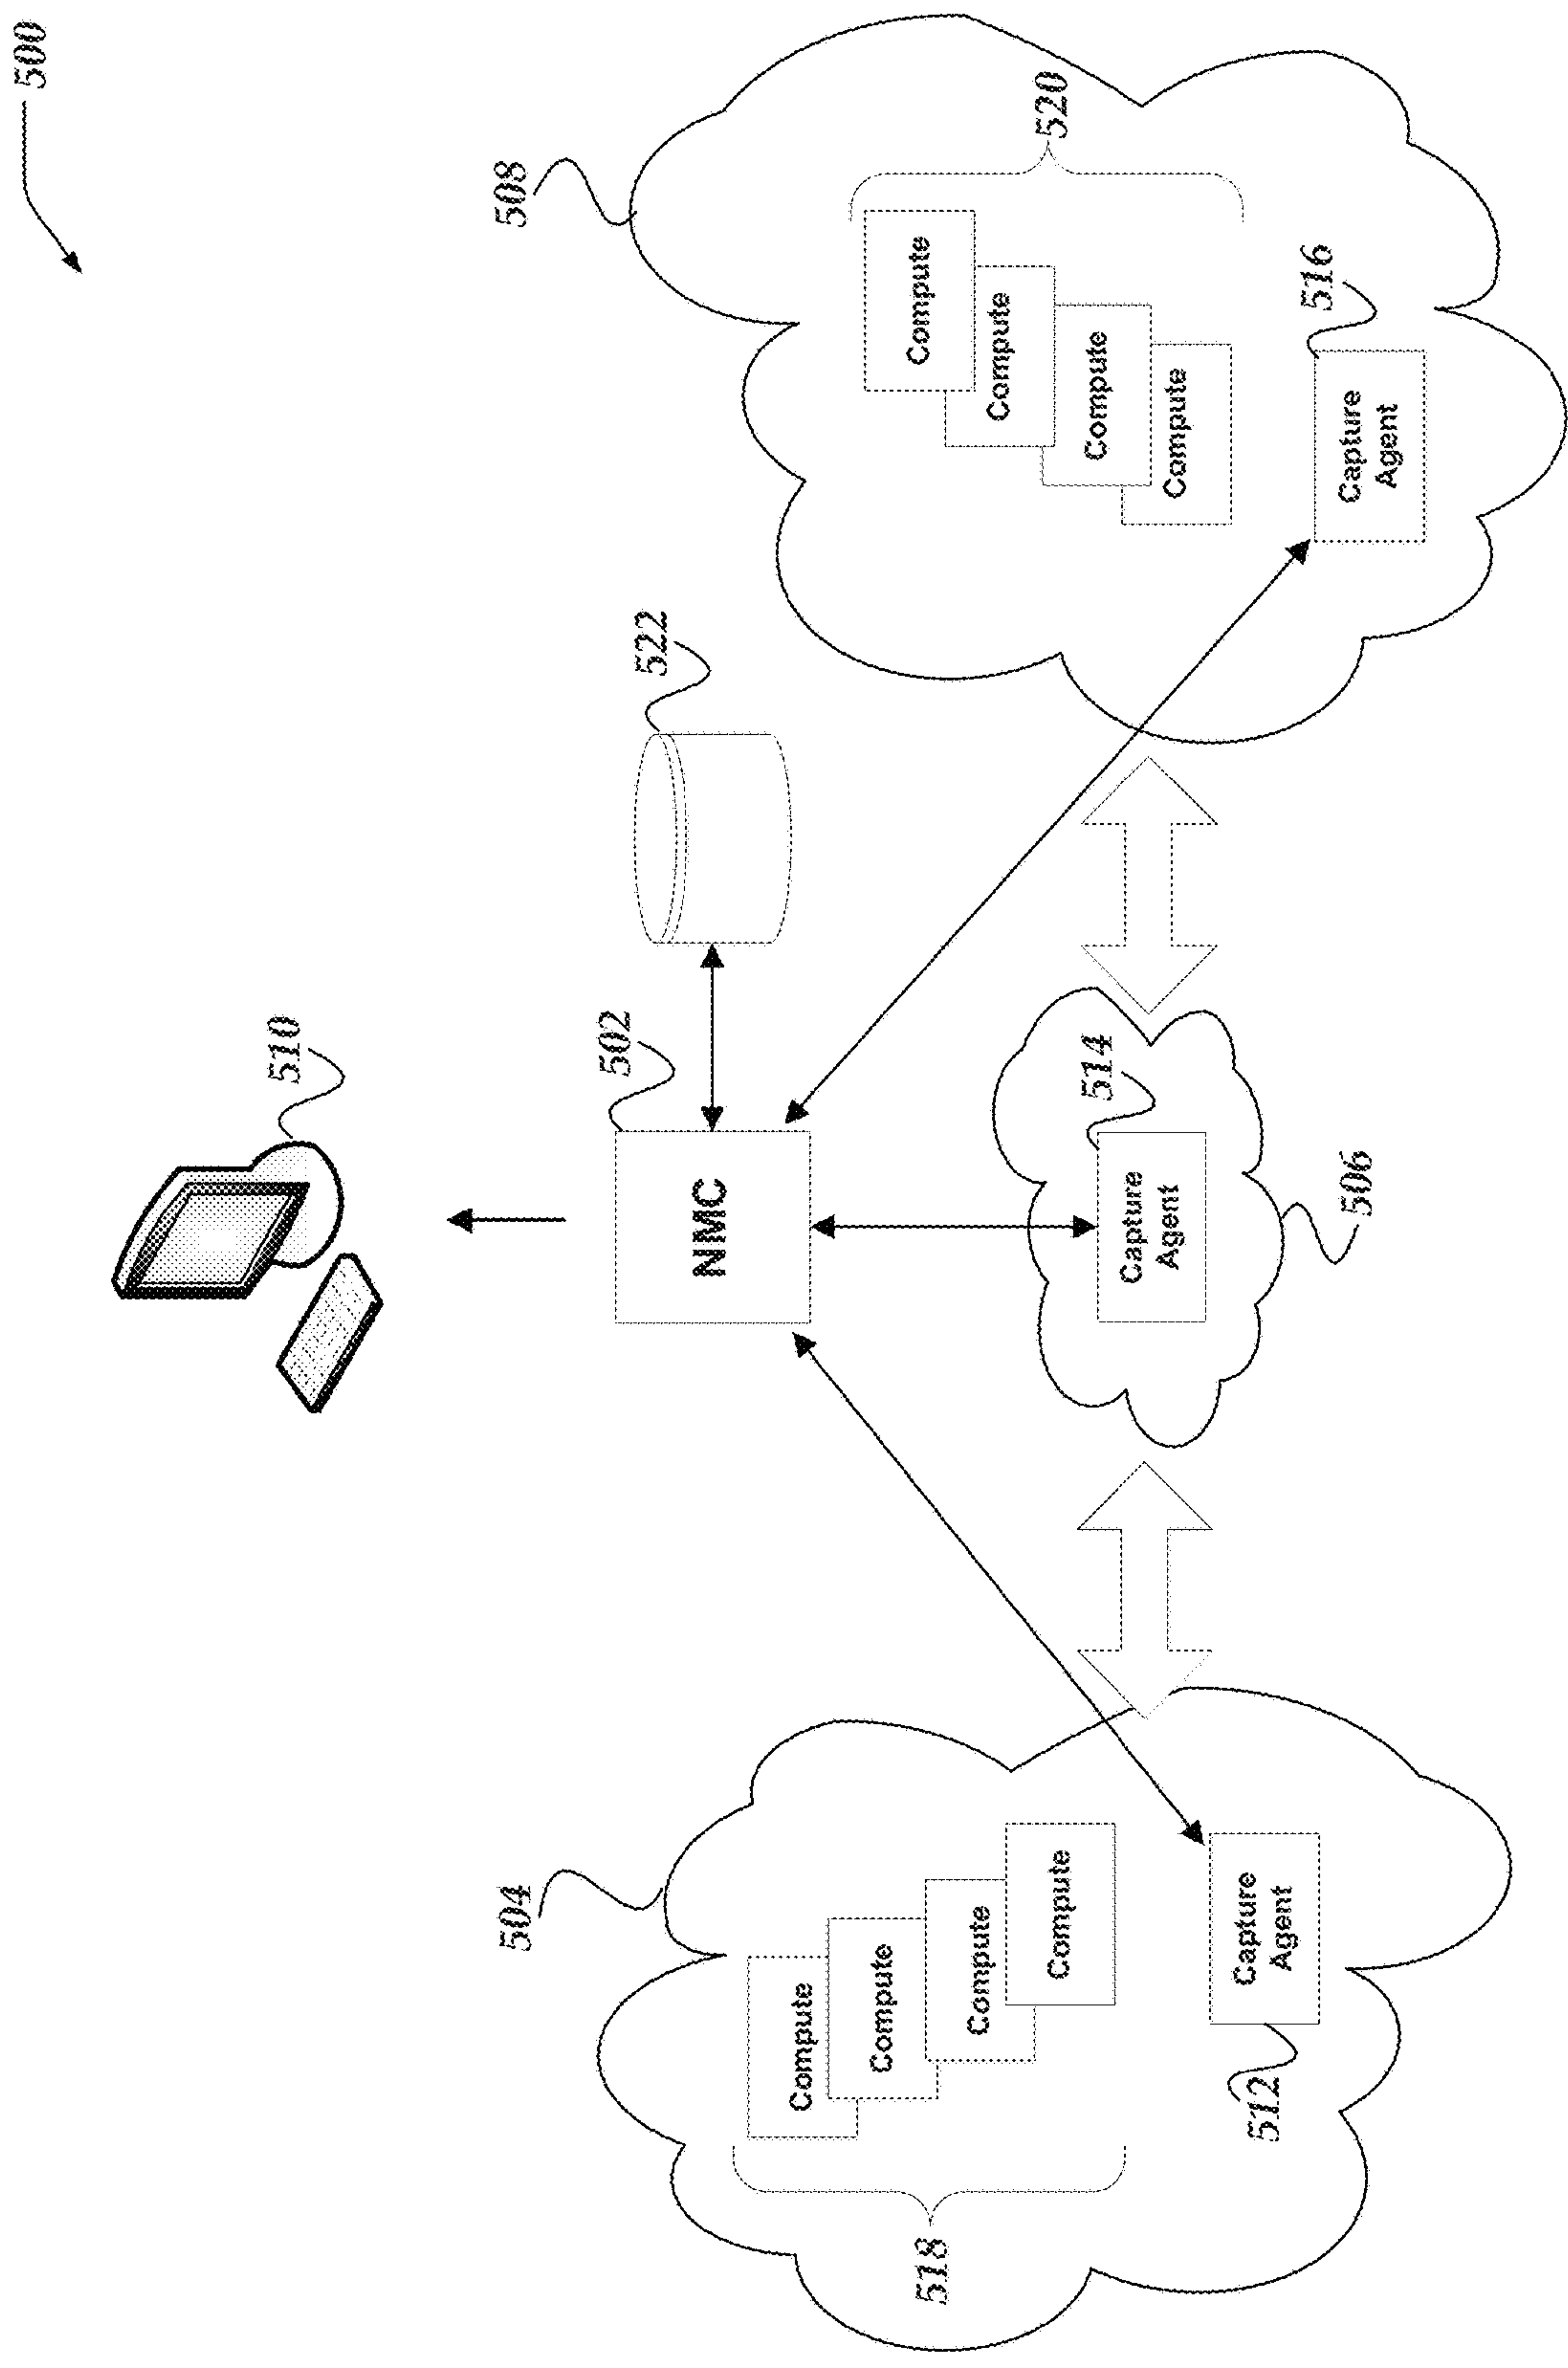 500
510
504
508
502
522
NMC
518
Compute
Compute
Compute
Compute
Compute
Compute
Compute
Compute
520
512
Capture
Agent
514
Capture
Agent
506
516
Capture
Agent